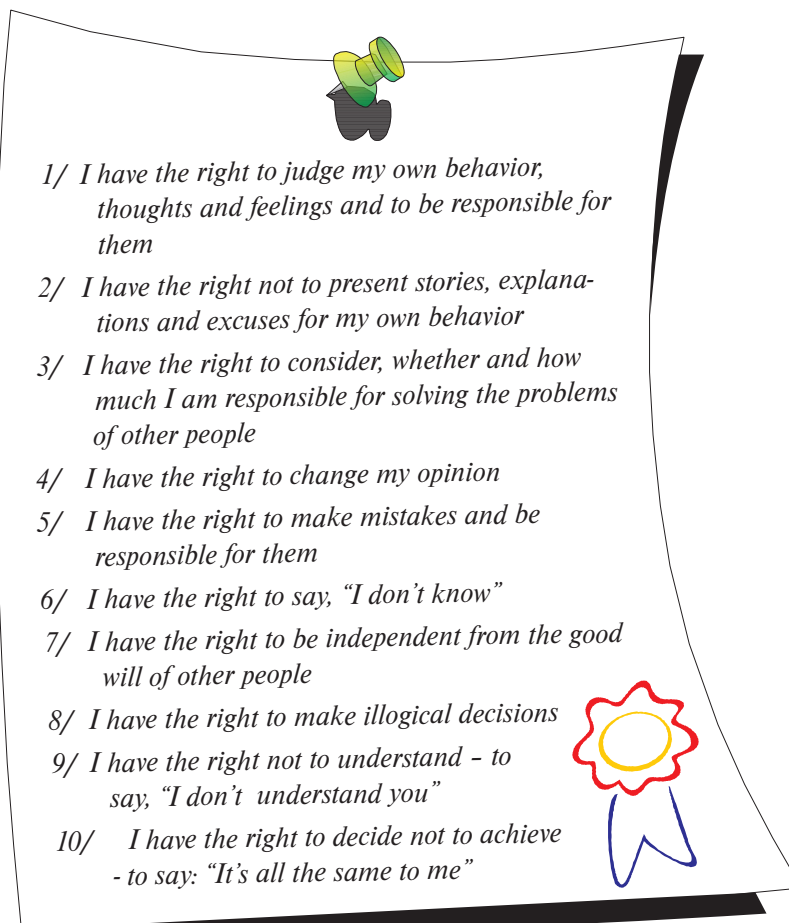 1/ I have the right to judge my own behavior,
thoughts and feelings and to be responsible for
them
2/ I have the right not to present stories, explana-
tions and excuses for my own behavior
3/ I have the right to consider, whether and how
much I am responsible for solving the problems
of other people
4/ I have the right to change my opinion
5/ I have the right to make mistakes and be
responsible for them
6/ I have the right to say, “I don’t know”
7/ I have the right to be independent from the good
will of other people
8/ I have the right to make illogical decisions
9/ I have the right not to understand – to
say, “I don’t understand you”
10/ I have the right to decide not to achieve
- to say: “It’s all the same to me”